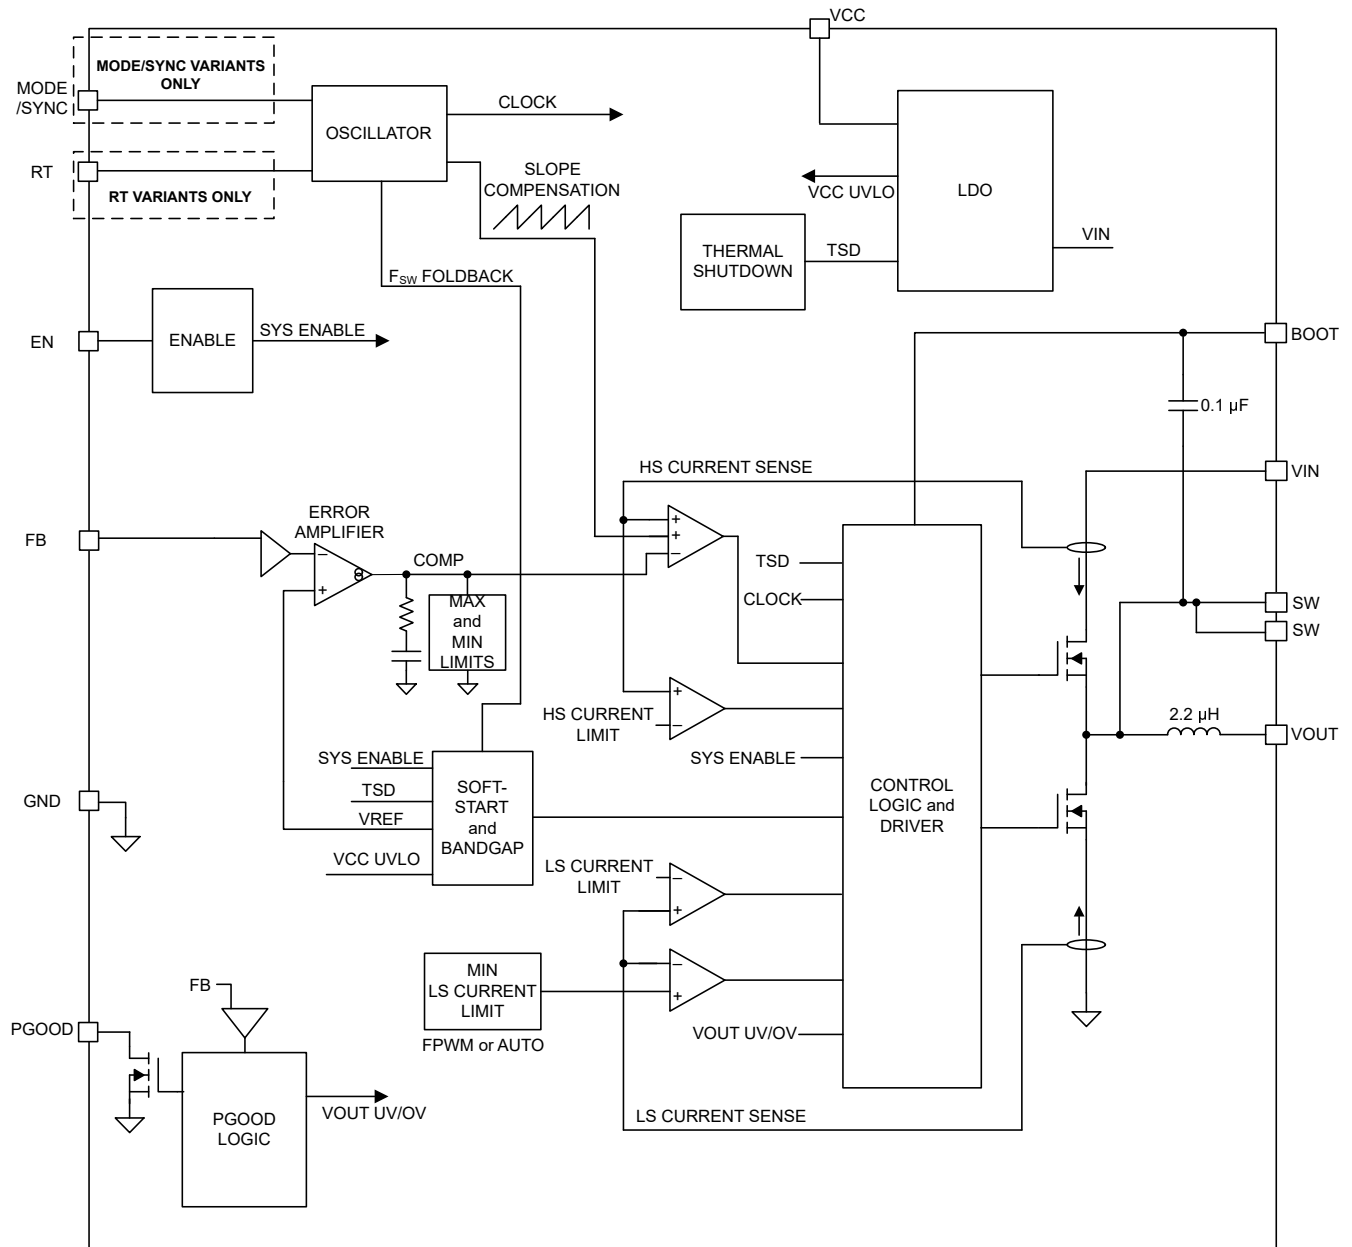 VCC
MODE/SYNC VARIANTS
ONLY
MODE
/SYNC
OSCILLATOR
CLOCK
RT
RT VARIANTS ONLY
SLOPE
COMPENSATION
VCC UVLO
LDO
THERMAL
SHUTDOWN
TSD
VIN
FSW FOLDBACK
EN
ENABLE
SYS ENABLE
BOOT
0.1 µF
HS CURRENT SENSE
VIN
ERROR
AMPLIFIER
FB
−
+
COMP
+
+
−
TSD
CLOCK
MAX
and
MIN
LIMITS
SW
SW
HS CURRENT
LIMIT
+
−
2.2 µH
VOUT
SYS ENABLE
SYS ENABLE
TSD
VREF
VCC UVLO
SOFT-
START
and
BANDGAP
CONTROL
LOGIC and
DRIVER
GND
LS CURRENT
LIMIT
−
+
MIN
LS CURRENT
LIMIT
FPWM or AUTO
−
+
FB
PGOOD
VOUT UV/OV
PGOOD
LOGIC
VOUT UV/OV
LS CURRENT SENSE